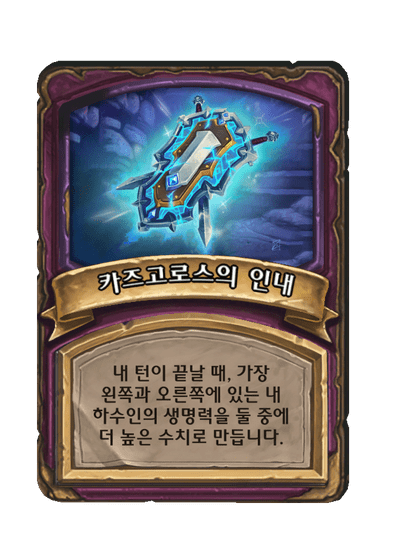 카즈고로스의 인내
내 턴이 끝날 때, 가장
왼쪽과 오른쪽에 있는 내
하수인의 생명력을 둘 중에
더 높은 수치로 만듭니다.